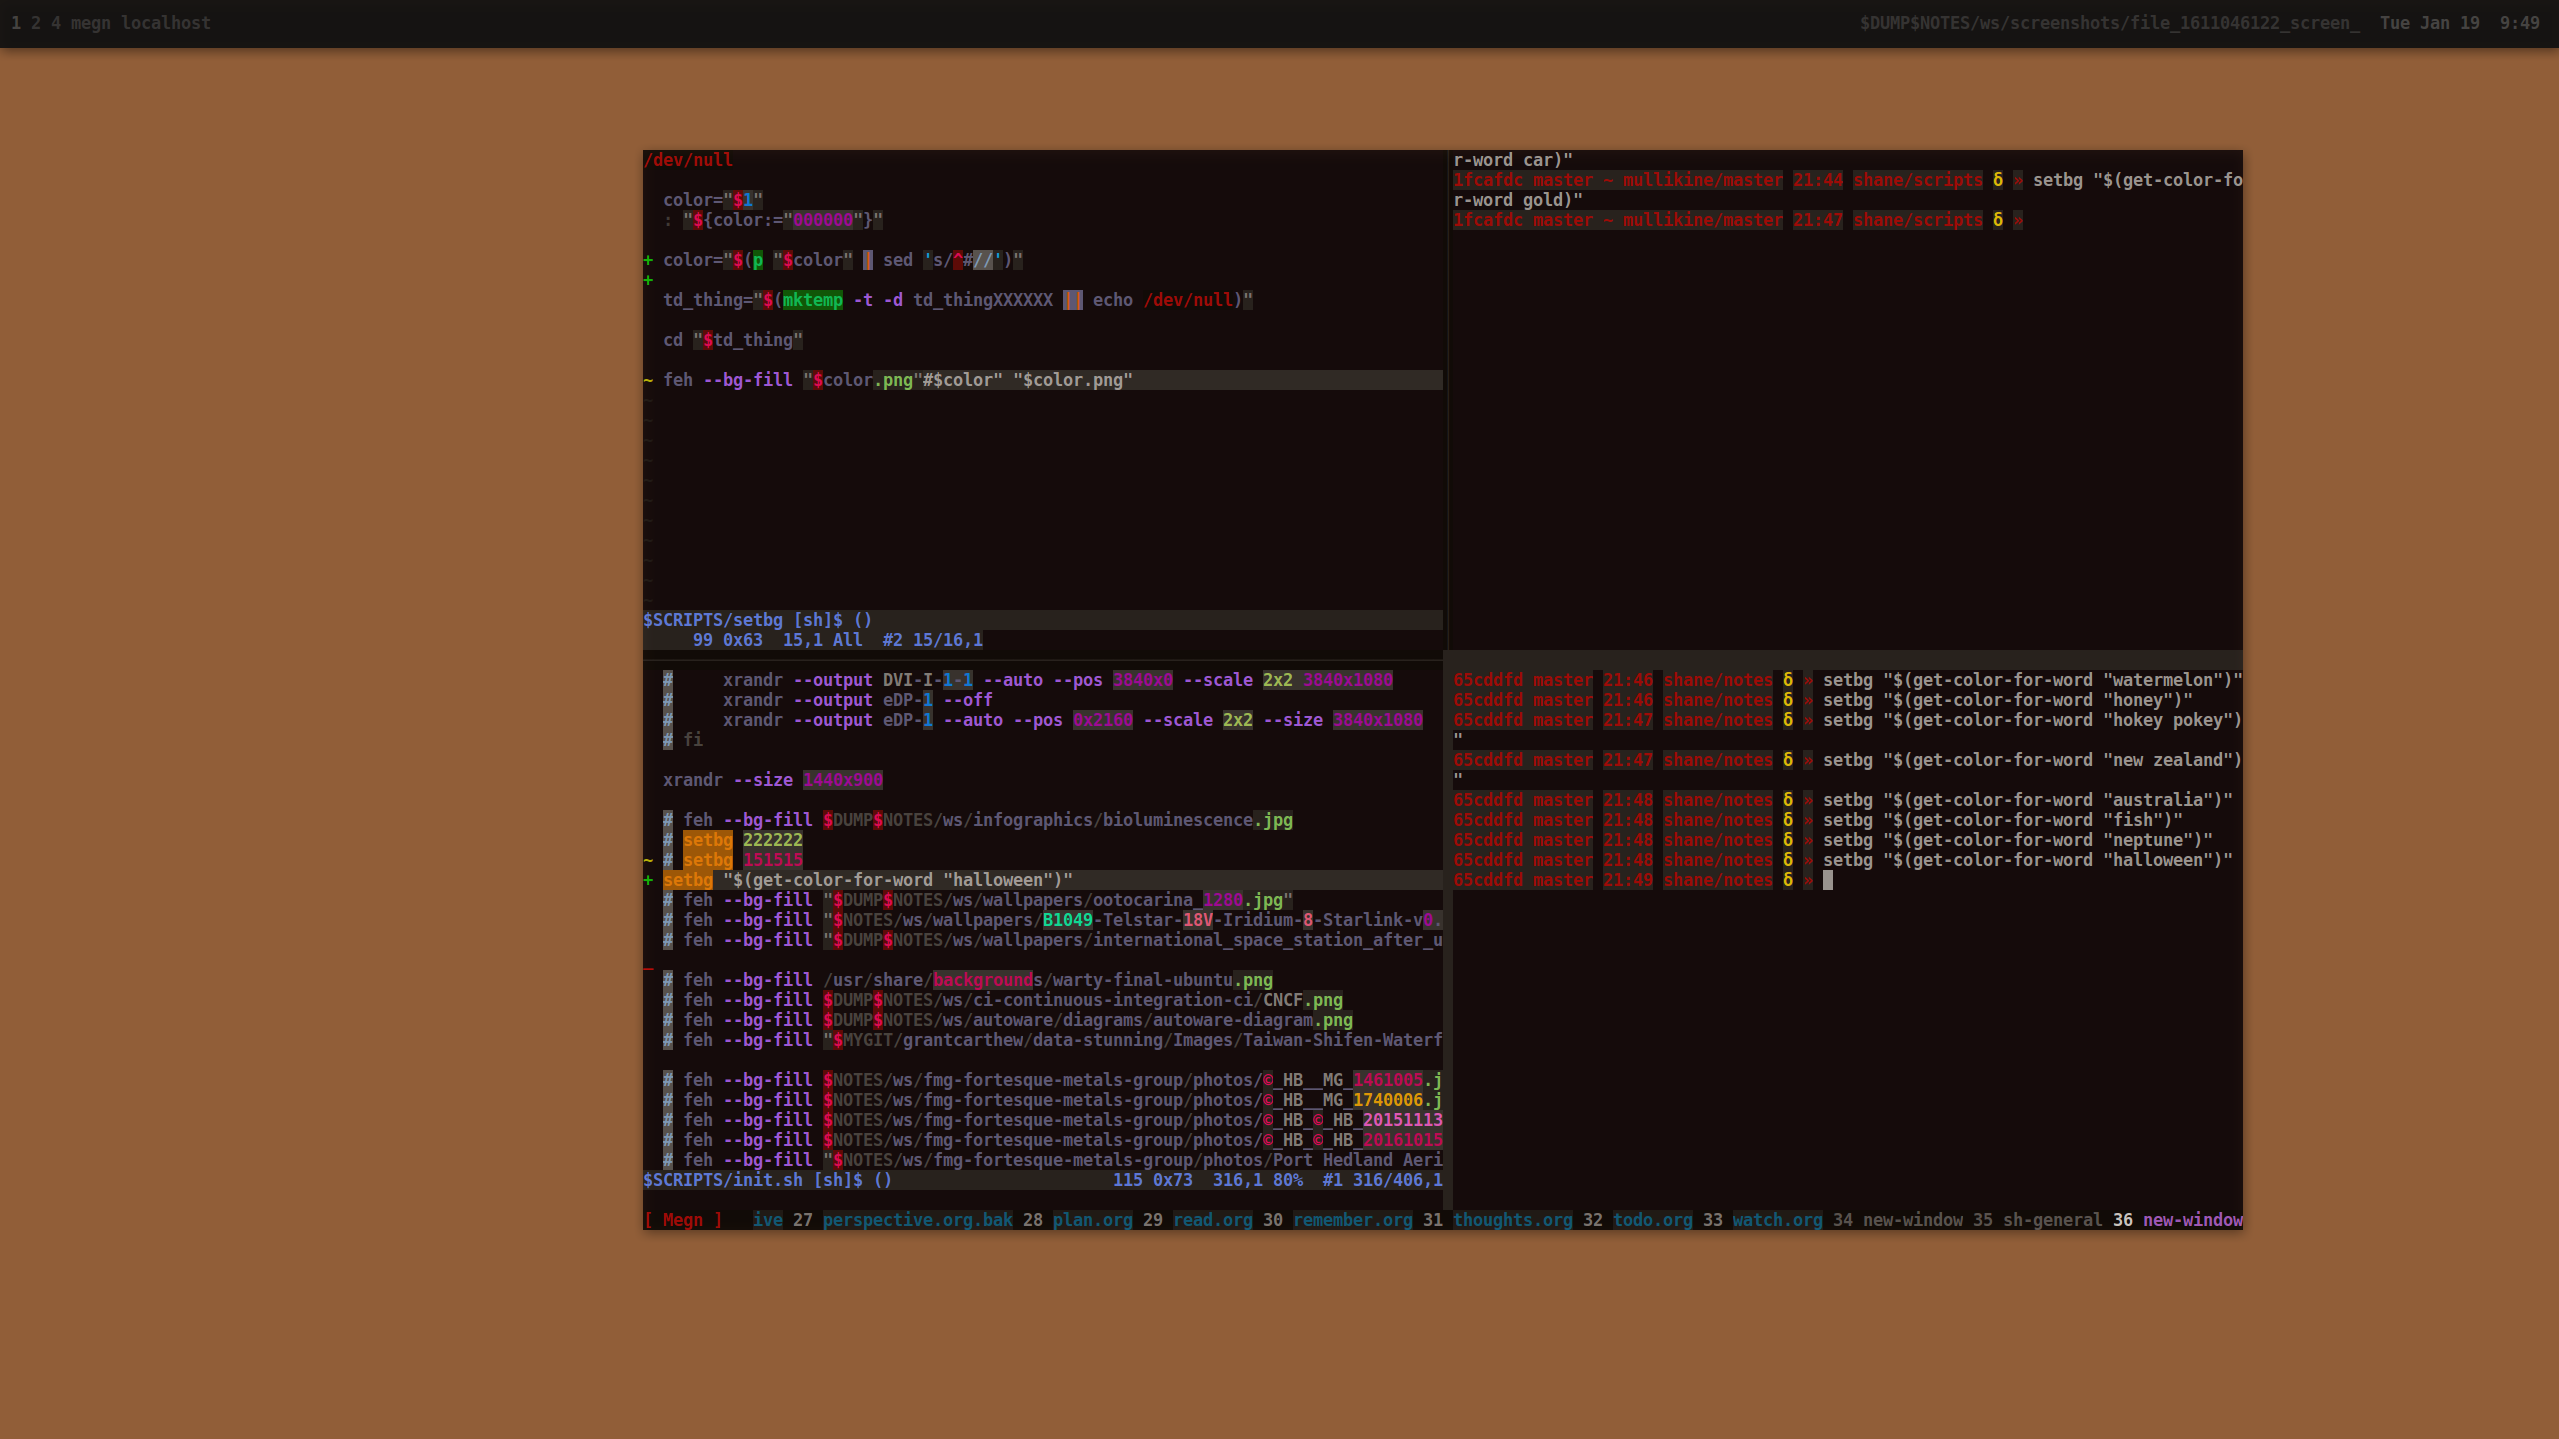 1 2 4 megn localhost
$DUMP$NOTES/ws/screenshots/file_1611046122_screen_  Tue Jan 19  9:49
/dev/null
color="$1"
: "${color:="000000"}"
+ color="$(p "$color" | sed 's/^#//')"
+
td_thing="$(mktemp -t -d td_thingXXXXXX || echo /dev/null)"
cd "$td_thing"
~ feh --bg-fill "$color.png"#$color" "$color.png"
~
~
~
~
~
~
~
~
~
~
~
$SCRIPTS/setbg [sh]$ ()
99 0x63  15,1 All  #2 15/16,1
r-word car)"
1fcafdc master ~ mullikine/master 21:44 shane/scripts δ » setbg "$(get-color-fo
r-word gold)"
1fcafdc master ~ mullikine/master 21:47 shane/scripts δ »
#     xrandr --output DVI-I-1-1 --auto --pos 3840x0 --scale 2x2 3840x1080
#     xrandr --output eDP-1 --off
#     xrandr --output eDP-1 --auto --pos 0x2160 --scale 2x2 --size 3840x1080
# fi
xrandr --size 1440x900
# feh --bg-fill $DUMP$NOTES/ws/infographics/bioluminescence.jpg
# setbg 222222
~ # setbg 151515
+ setbg "$(get-color-for-word "halloween")"
# feh --bg-fill "$DUMP$NOTES/ws/wallpapers/ootocarina_1280.jpg"
# feh --bg-fill "$NOTES/ws/wallpapers/B1049-Telstar-18V-Iridium-8-Starlink-v0.
# feh --bg-fill "$DUMP$NOTES/ws/wallpapers/international_space_station_after_u
_
# feh --bg-fill /usr/share/backgrounds/warty-final-ubuntu.png
# feh --bg-fill $DUMP$NOTES/ws/ci-continuous-integration-ci/CNCF.png
# feh --bg-fill $DUMP$NOTES/ws/autoware/diagrams/autoware-diagram.png
# feh --bg-fill "$MYGIT/grantcarthew/data-stunning/Images/Taiwan-Shifen-Waterf
# feh --bg-fill $NOTES/ws/fmg-fortesque-metals-group/photos/©_HB__MG_1461005.j
# feh --bg-fill $NOTES/ws/fmg-fortesque-metals-group/photos/©_HB__MG_1740006.j
# feh --bg-fill $NOTES/ws/fmg-fortesque-metals-group/photos/©_HB_©_HB_20151113
# feh --bg-fill $NOTES/ws/fmg-fortesque-metals-group/photos/©_HB_©_HB_20161015
# feh --bg-fill "$NOTES/ws/fmg-fortesque-metals-group/photos/Port Hedland Aeri
$SCRIPTS/init.sh [sh]$ ()                      115 0x73  316,1 80%  #1 316/406,1
65cddfd master 21:46 shane/notes δ » setbg "$(get-color-for-word "watermelon")"
65cddfd master 21:46 shane/notes δ » setbg "$(get-color-for-word "honey")"
65cddfd master 21:47 shane/notes δ » setbg "$(get-color-for-word "hokey pokey")
"
65cddfd master 21:47 shane/notes δ » setbg "$(get-color-for-word "new zealand")
"
65cddfd master 21:48 shane/notes δ » setbg "$(get-color-for-word "australia")"
65cddfd master 21:48 shane/notes δ » setbg "$(get-color-for-word "fish")"
65cddfd master 21:48 shane/notes δ » setbg "$(get-color-for-word "neptune")"
65cddfd master 21:48 shane/notes δ » setbg "$(get-color-for-word "halloween")"
65cddfd master 21:49 shane/notes δ »
[ Megn ]   ive 27 perspective.org.bak 28 plan.org 29 read.org 30 remember.org 31 thoughts.org 32 todo.org 33 watch.org 34 new-window 35 sh-general 36 new-window